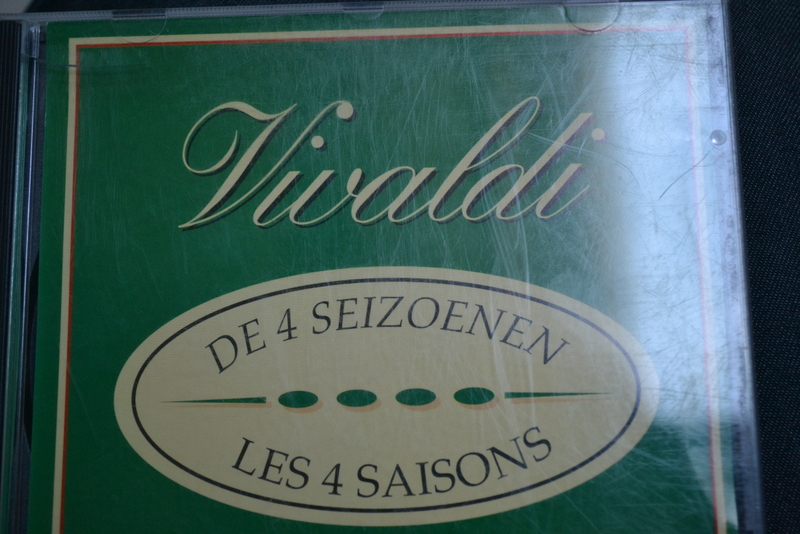 Vivaldi
DE 4 SEIZOENEN
LES 4 SAISONS